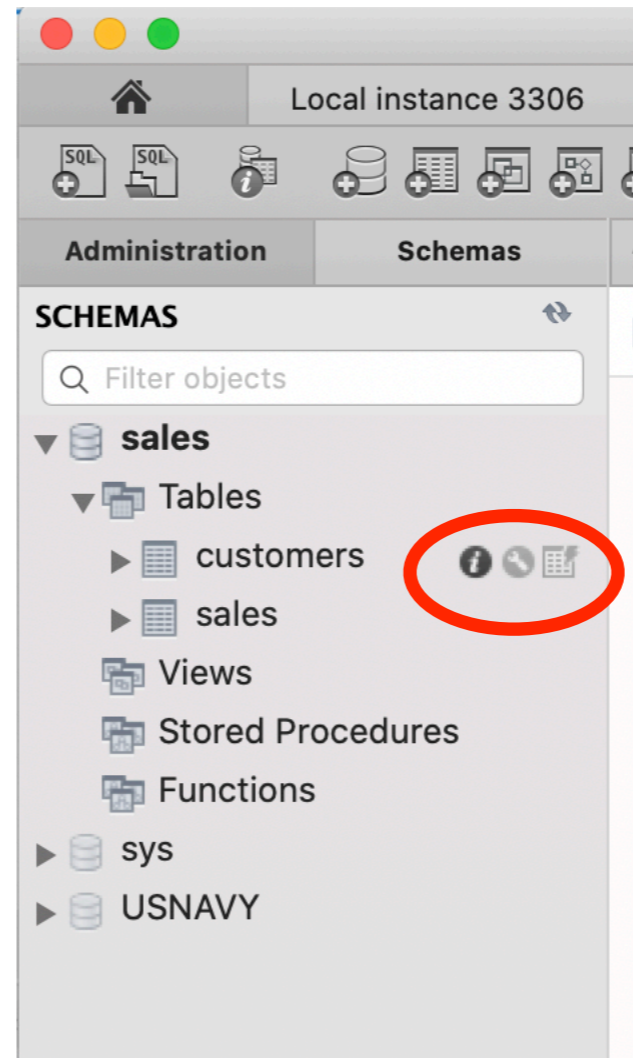 Local instance 3306
SQL SQL
Administration Schemas
SCHEMAS
Filter objects
sales
Tables
customers
sales
Views
Stored Procedures
Functions
sys
USNAVY